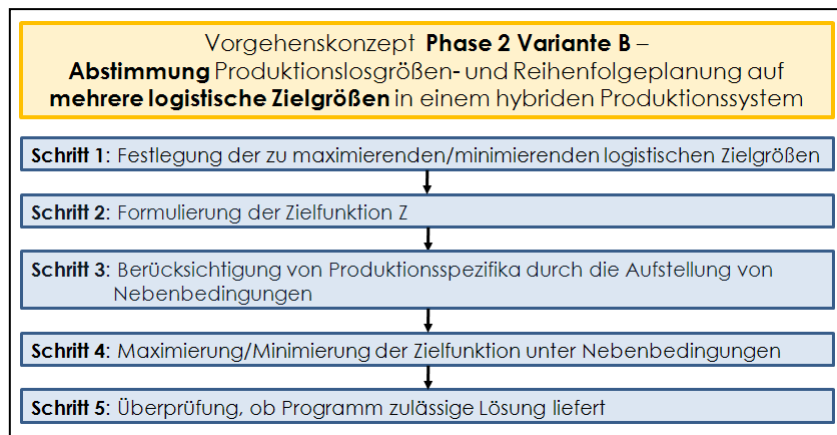 Vorgehenskonzept Phase 2 Variante B –
Abstimmung Produktionslosgrößen- und Reihenfolgeplanung auf
mehrere logistische Zielgrößen in einem hybriden Produktionssystem
Schritt 1: Festlegung der zu maximierenden/minimierenden logistischen Zielgrößen
Schritt 2: Formulierung der Zielfunktion Z
Schritt 3: Berücksichtigung von Produktionsspezifika durch die Aufstellung von
Nebenbedingungen
Schritt 4: Maximierung/Minimierung der Zielfunktion unter Nebenbedingungen
Schritt 5: Überprüfung, ob Programm zulässige Lösung liefert